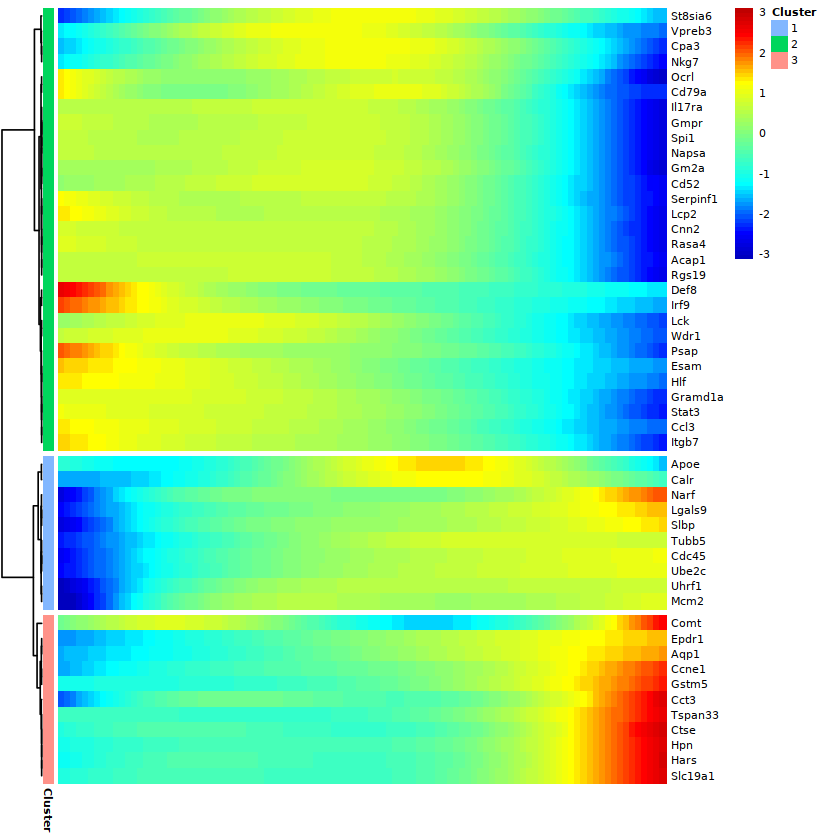 St8sia6
Vpreb3
Cpa3
Nkg7
Ocrl
Cd79a
Il17ra
Gmpr
Spi1
Napsa
Gm2a
Cd52
Serpinf1
Lcp2
Cnn2
Rasa4
Acap1
Rgs19
Def8
Irf9
Lck
Wdr1
Psap
Esam
Hlf
Gramd1a
Stat3
Ccl3
Itgb7
Apoe
Calr
Narf
Lgals9
Slbp
Tubb5
Cdc45
Ube2c
Uhrf1
Mcm2
Comt
Epdr1
Aqp1
Ccne1
Gstm5
Cct3
Tspan33
Ctse
Hpn
Hars
Slc19a1
3
2
1
0
-1
-2
-3
Cluster
1
2
3
Cluster